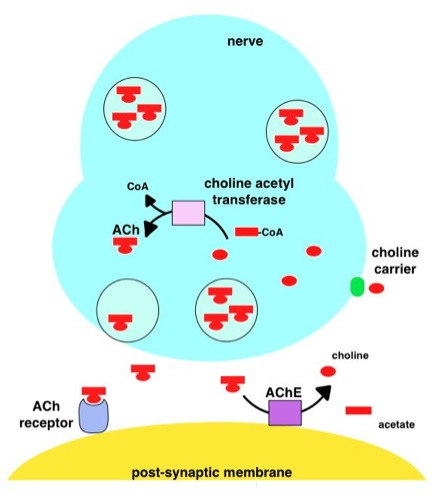 nerve
CoA
choline acetyl
transferase
ACh
-CoA
choline
carrier
choline
AChE
ACh
receptor
acetate
post-synaptic membrane